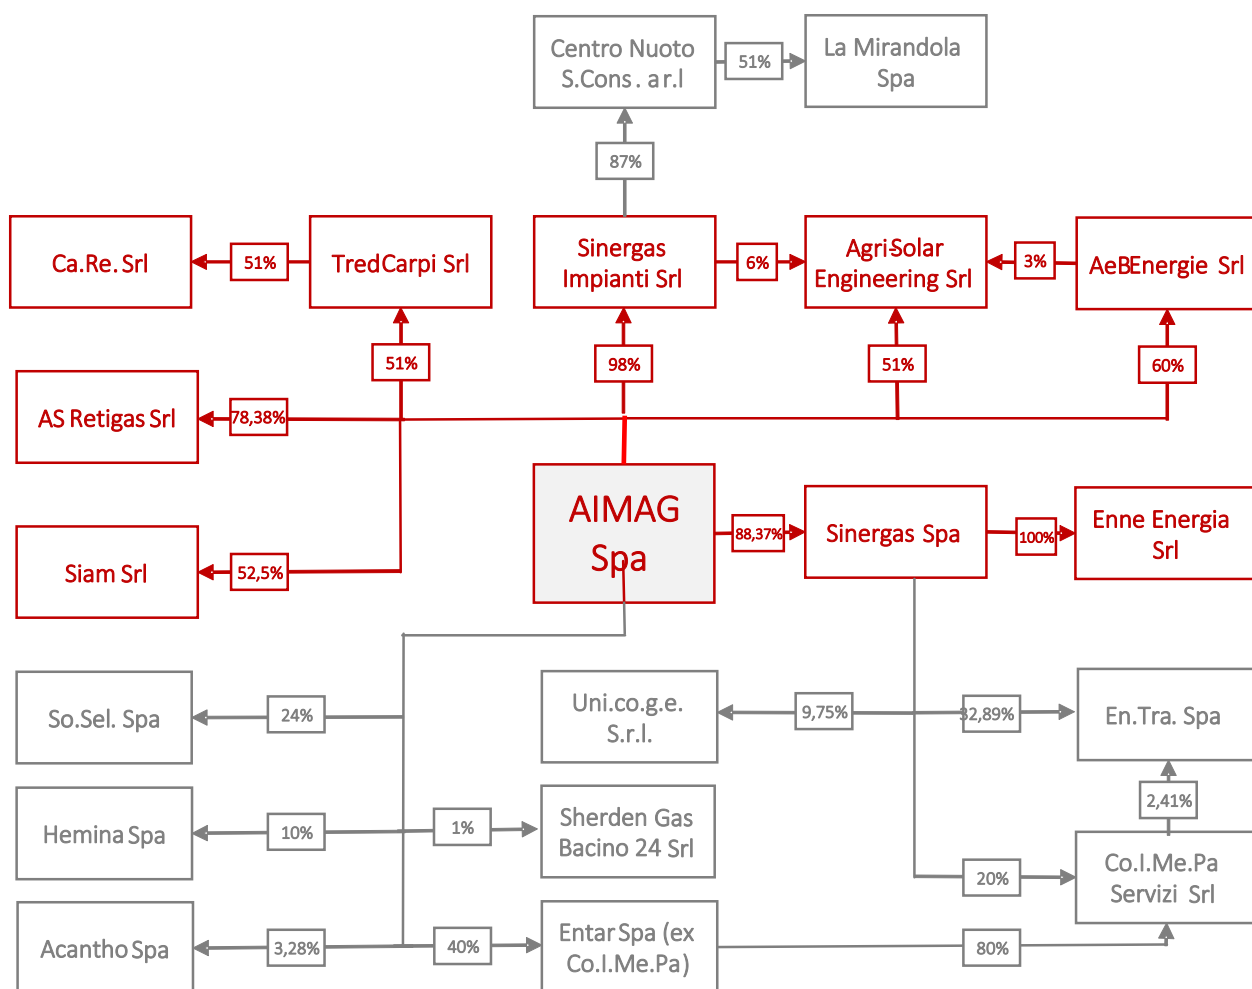 Centro Nuoto
S.Cons. a r.l
51%
La Mirandola
Spa
87%
Ca.Re. Srl
51%
TredCarpi Srl
Sinergas
Impianti Srl
6%
Agri-Solar
Engineering Srl
3%
AeBEnergie Srl
51%
98%
51%
60%
AS Retigas Srl
78,38%
AIMAG
Spa
88,37%
Sinergas Spa
100%
Enne Energia
Srl
Siam Srl
52,5%
So.Sel. Spa
24%
Uni.co.g.e.
S.r.l.
9,75%
32,89%
En.Tra. Spa
2,41%
Hemina Spa
10%
1%
Sherden Gas
Bacino 24 Srl
20%
Co.I.Me.Pa
Servizi Srl
Acantho Spa
3,28%
40%
Entar Spa (ex
Co.I.Me.Pa)
80%